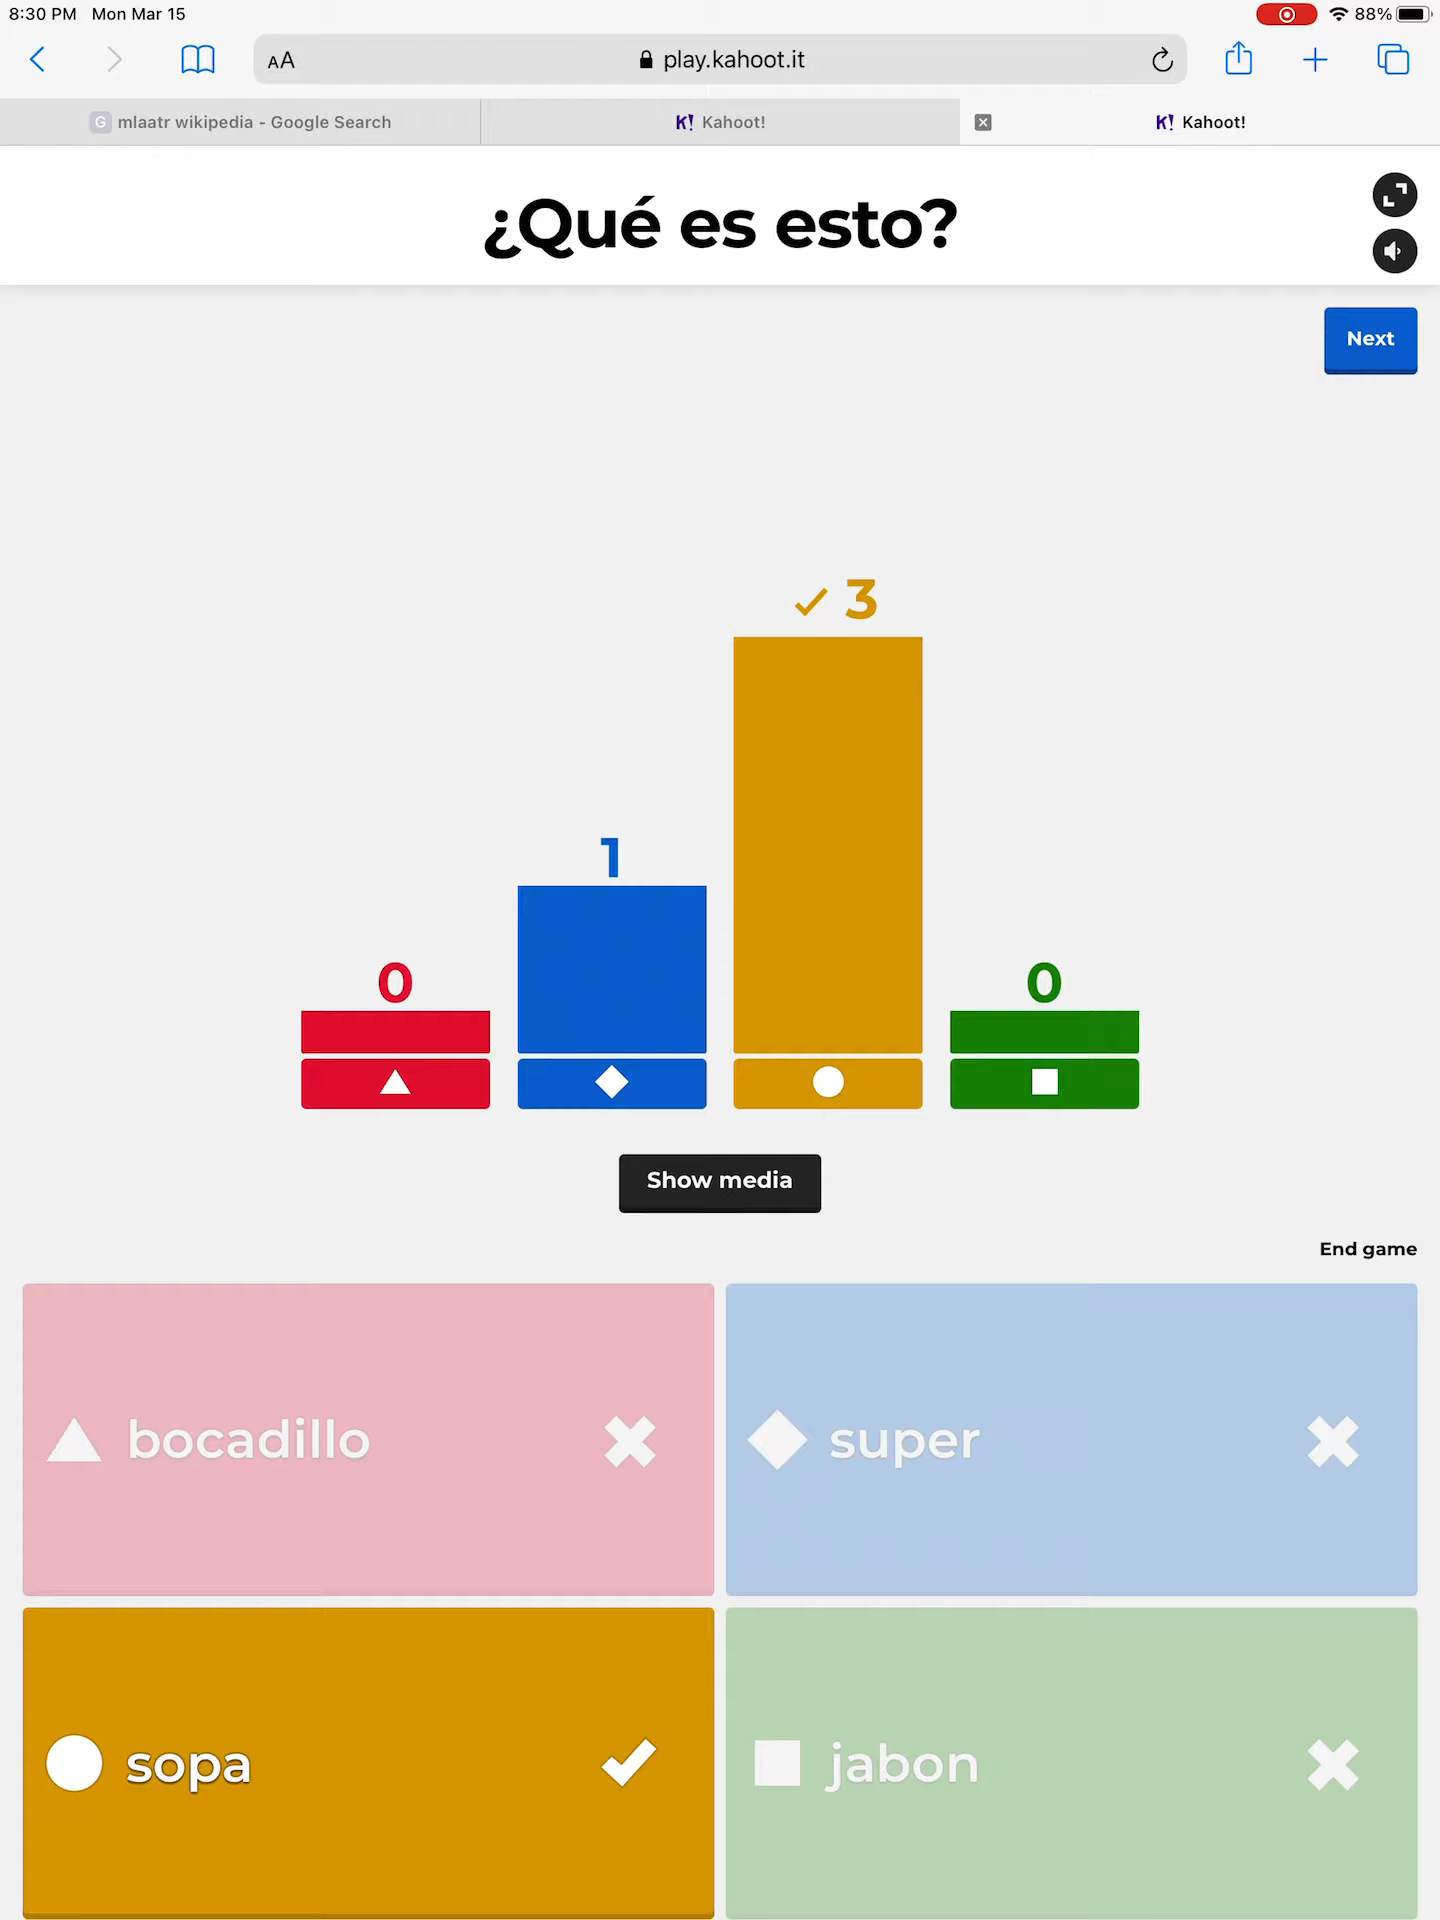 8:30 PM Mon Mar 15
88%
AA
play.kahoot.it
G mlaatr wikipedia - Google Search
K! Kahoot!
K! Kahoot!
¿Qué es esto?
Next
3
1
0
0
Show media
End game
bocadillo
super
sopa
jabon